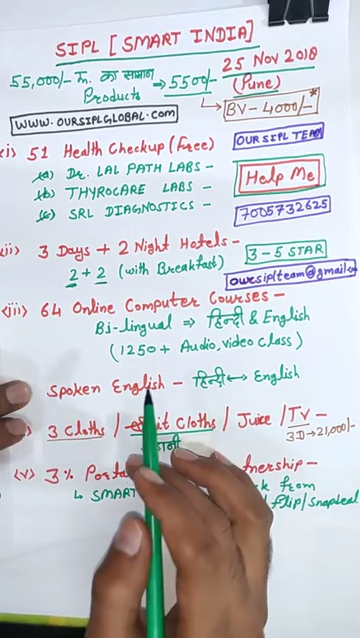 SIPL [SMART INDIA]
25 Nov 2018
(Pune)
55,000/- रु. का सामान
Products → 5500/-
BV - 4000/-*
WWW.OURSIPLGLOBAL.COM
(i) 51 Health Checkup (Free)
OUR SIPL TEAM
(a) Dr. LAL PATH LABS -
Help Me
(b) THYROCARE LABS -
(c) SRL DIAGNOSTICS -
7005732625
(ii) 3 Days + 2 Night Hotels -
3-5 STAR
2 + 2 (with Breakfast)
oursiplteam@gmail.co
(iii) 64 Online Computer Courses -
Bi-lingual ⇒ हिन्दी & English
(1250+ Audio, video class)
Spoken English - हिन्दी ↔ English
3 Cloths / Cloths / Juice / TV -
3D → 21,000/-
(v) 3%
↳ SMART from
flip/Snapdeal